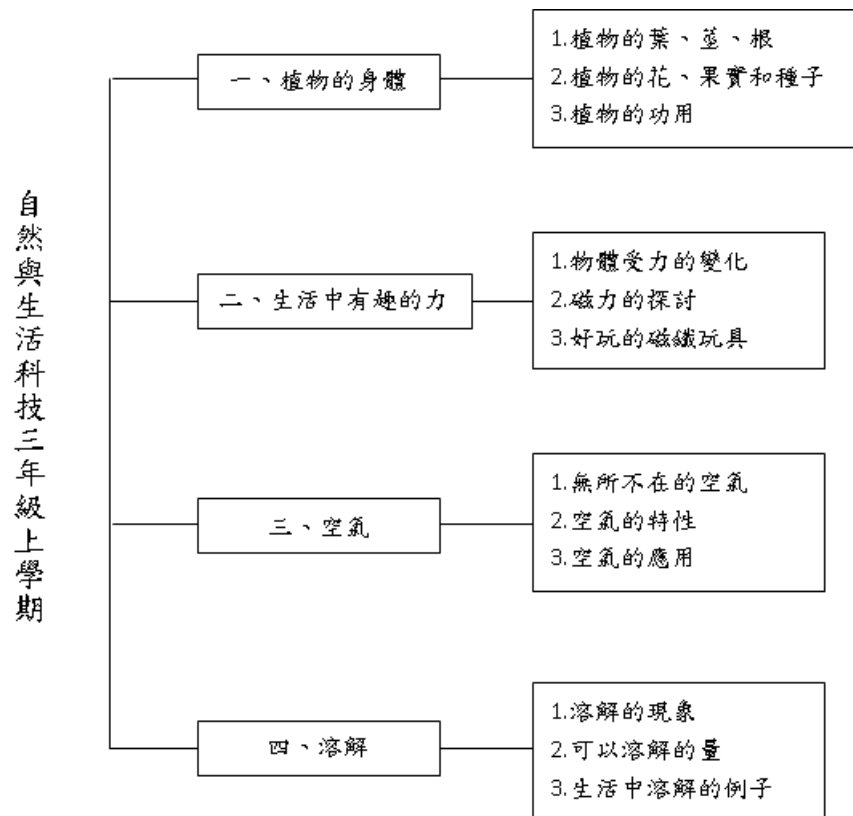 自然與生活科技三年級上學期
一、植物的身體
1.植物的葉、莖、根
2.植物的花、果實和種子
3.植物的功用
二、生活中有趣的力
1.物體受力的變化
2.磁力的探討
3.好玩的磁鐵玩具
三、空氣
1.無所不在的空氣
2.空氣的特性
3.空氣的應用
四、溶解
1.溶解的現象
2.可以溶解的量
3.生活中溶解的例子